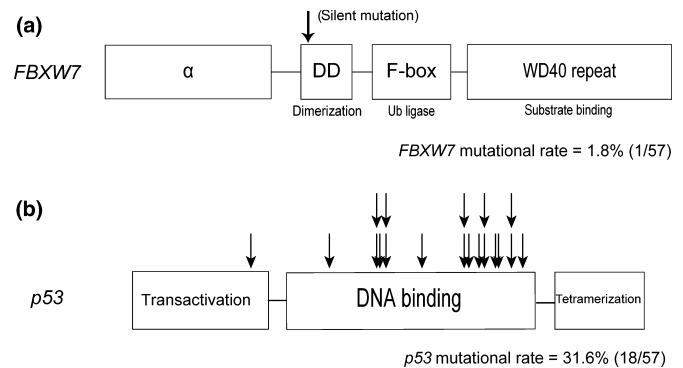 (a)
(Silent mutation)
FBXW7
α
DD
F-box
WD40 repeat
Dimerization
Ub ligase
Substrate binding
FBXW7 mutational rate = 1.8% (1/57)
(b)
p53
Transactivation
DNA binding
Tetramerization
p53 mutational rate = 31.6% (18/57)